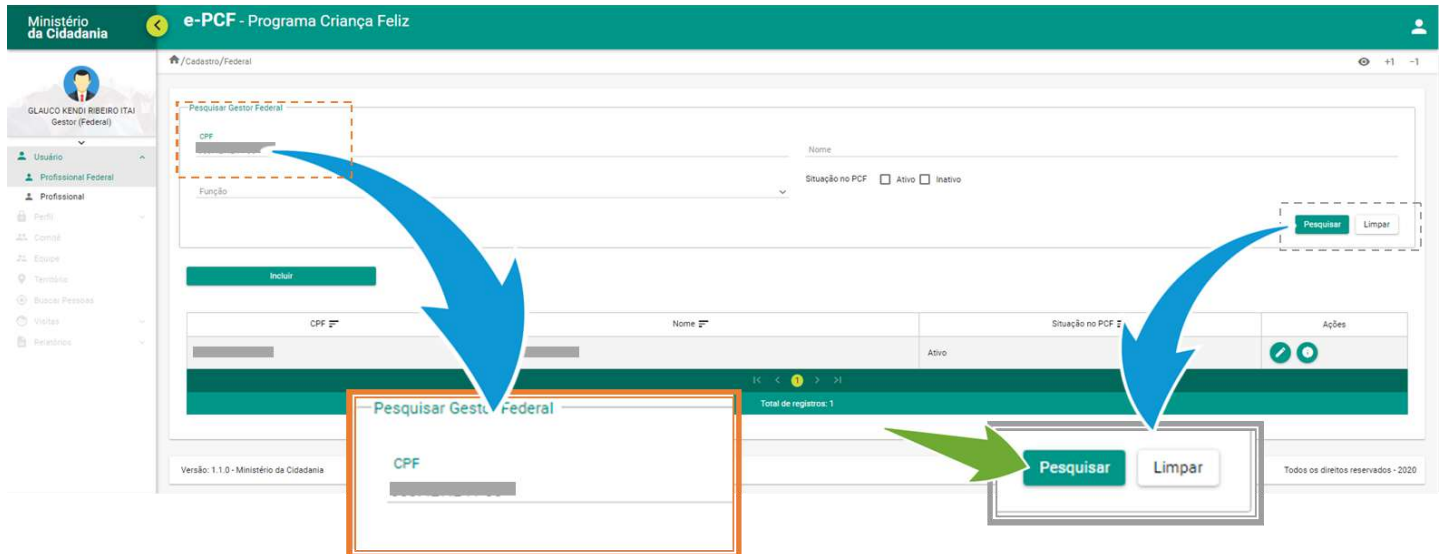 Ministério
da Cidadania
e-PCF - Programa Criança Feliz
/Cadastro/Federal
+1 -1
GLAUCO KENDI RIBEIRO ITAI
Gestor (Federal)
Usuário
Profissional Federal
Profissional
Perfil
Comitê
Equipe
Território
Buscar Pessoas
Visitas
Relatórios
Pesquisar Gestor Federal
CPF
Nome
Função
Situação no PCF Ativo Inativo
Pesquisar Limpar
Incluir
CPF Nome Situação no PCF Ações
Ativo
1
Total de registros: 1
Pesquisar Gestor Federal
CPF
Pesquisar Limpar
Versão: 1.1.0 - Ministério da Cidadania
Todos os direitos reservados - 2020